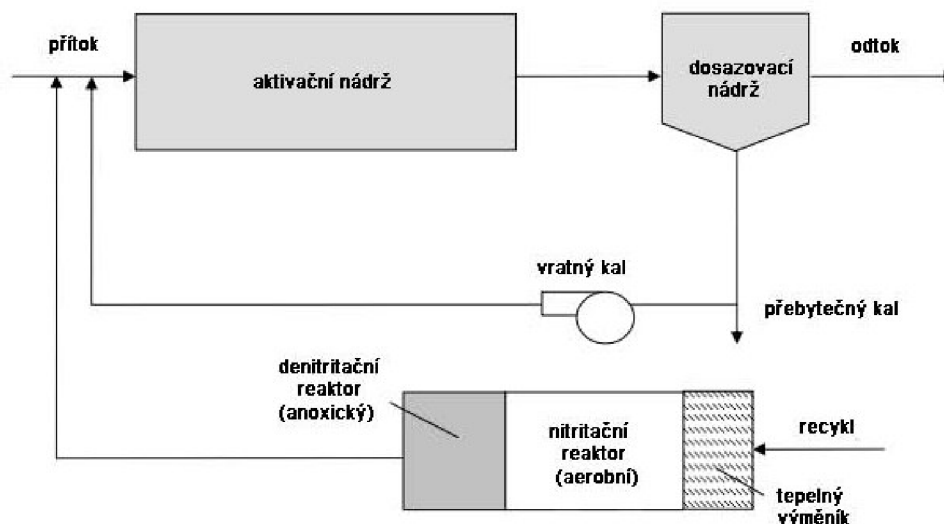 přítok
aktivační nádrž
dosazovací
nádrž
odtok
vratný kal
přebytečný kal
denitritační
reaktor
(anoxický)
nitritační
reaktor
(aerobní)
recykl
tepelný
výměník